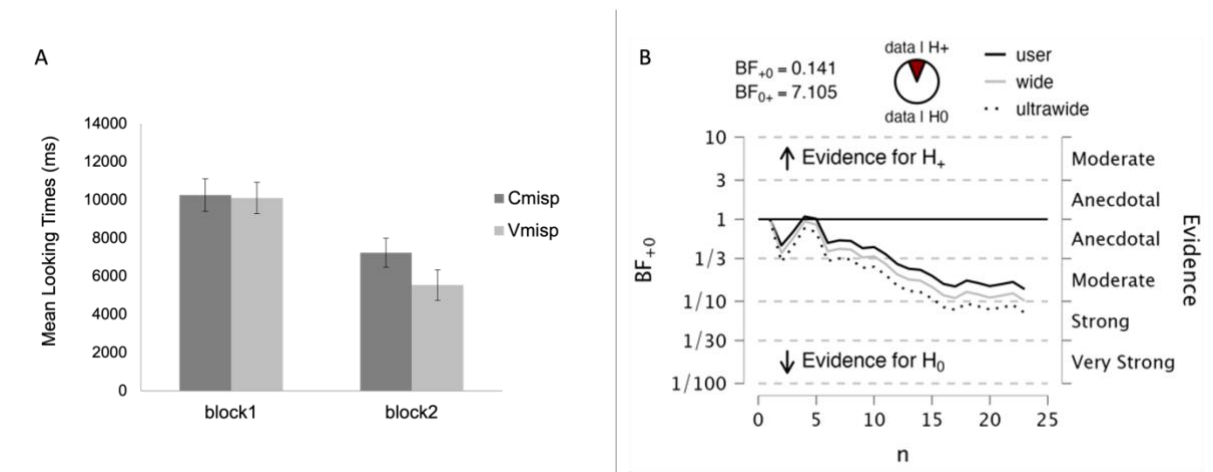 A
Mean Looking Times (ms)
14000
12000
10000
8000
6000
4000
2000
0
block1
block2
Cmisp
Vmisp
B
BF+0 = 0.141
BF0+ = 7.105
data | H+
data | H0
user
wide
ultrawide
10
3
1
1/3
1/10
1/30
1/100
BF+0
Evidence for H+
Evidence for H0
Moderate
Anecdotal
Anecdotal
Moderate
Strong
Very Strong
Evidence
0 5 10 15 20 25
n